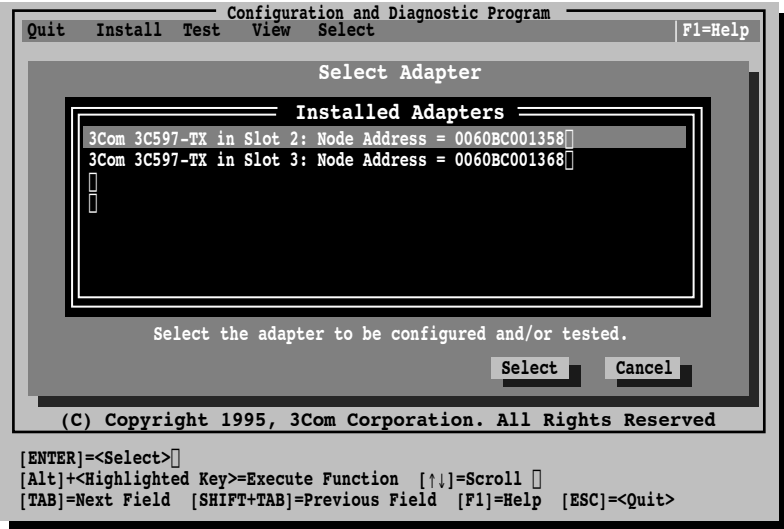 Configuration and Diagnostic Program
Quit Install Test View Select F1=Help
Select Adapter
Installed Adapters
3Com 3C597-TX in Slot 2: Node Address = 0060BC001358
3Com 3C597-TX in Slot 3: Node Address = 0060BC001368
Select the adapter to be configured and/or tested.
Select Cancel
(C) Copyright 1995, 3Com Corporation. All Rights Reserved
[ENTER]=<Select>
[Alt]+<Highlighted Key>=Execute Function [↑↓]=Scroll
[TAB]=Next Field [SHIFT+TAB]=Previous Field [F1]=Help [ESC]=<Quit>